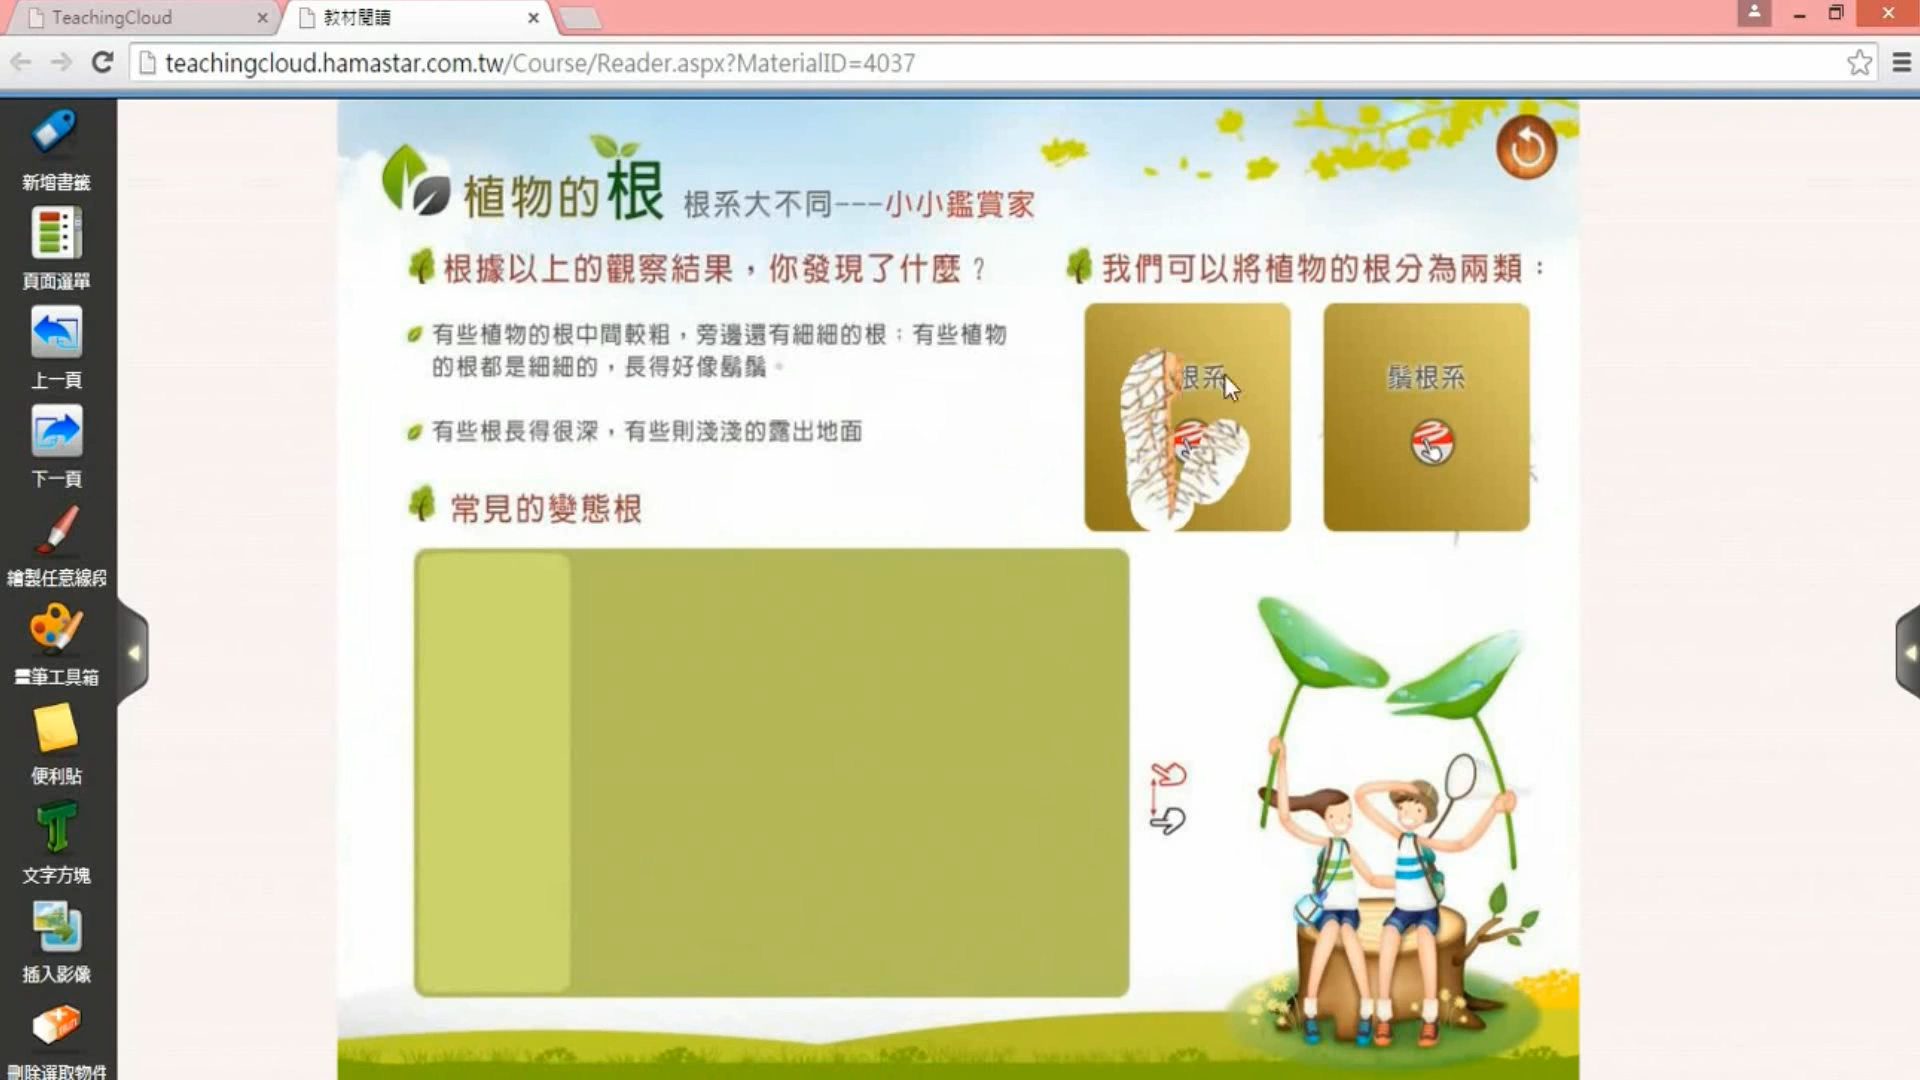 TeachingCloud
教材閱讀
teachingcloud.hamastar.com.tw/Course/Reader.aspx?MaterialID=4037
新增書籤
頁面選單
上一頁
下一頁
繪製任意線段
畫筆工具箱
便利貼
文字方塊
插入影像
刪除選取物件
植物的根 根系大不同---小小鑑賞家
根據以上的觀察結果，你發現了什麼？
有些植物的根中間較粗，旁邊還有細細的根；有些植物
的根都是細細的，長得好像鬍鬚。
有些根長得很深，有些則淺淺的露出地面
常見的變態根
我們可以將植物的根分為兩類：
根系
鬚根系